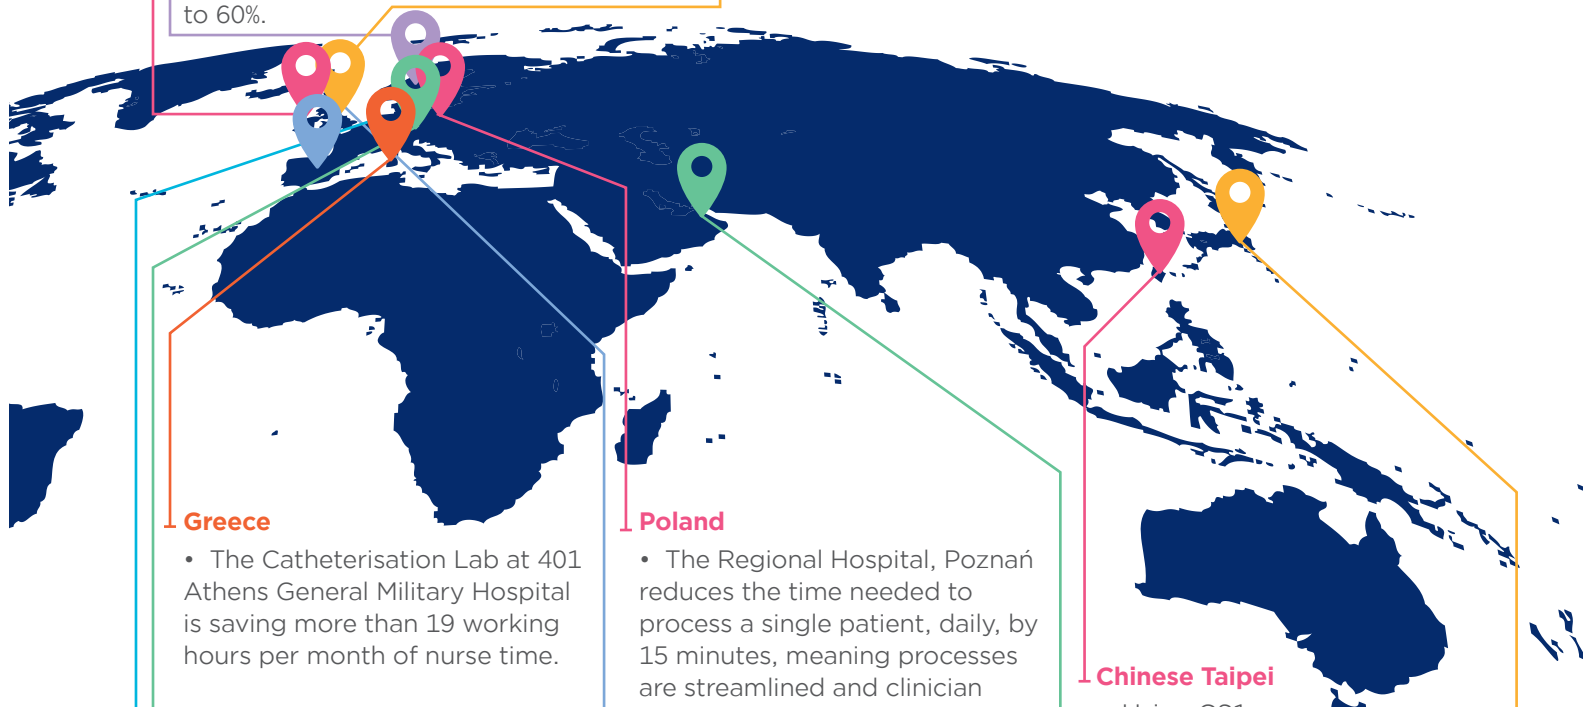 to 60%.
Greece
• The Catheterisation Lab at 401
Athens General Military Hospital
is saving more than 19 working
hours per month of nurse time.
Poland
• The Regional Hospital, Poznań
reduces the time needed to
process a single patient, daily, by
15 minutes, meaning processes
are streamlined and clinician
Chinese Taipei